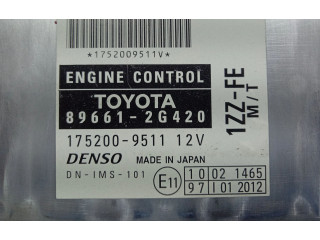 *1752009511V*
ENGINE CONTROL
TOYOTA
89661-2G420
1ZZ-FE
M/T
175200-9511 12V
DENSO MADE IN JAPAN
DN-IMS-101
E11
10 02 1465
97 I 01 2012